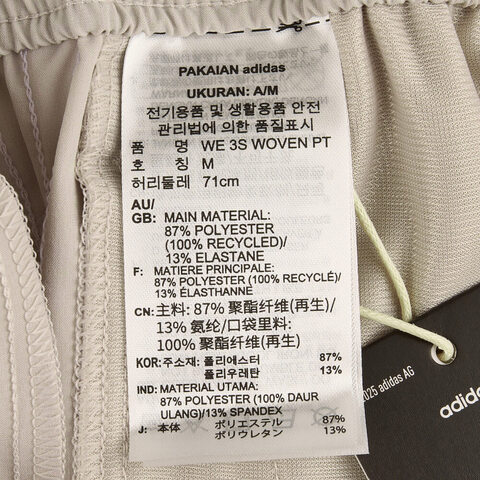 PAKAIAN adidas
UKURAN: A/M
전기용품 및 생활용품 안전
관리법에 의한 품질표시
품 명 WE 3S WOVEN PT
호 칭 M
허리둘레 71cm
AU/
GB: MAIN MATERIAL:
87% POLYESTER
(100% RECYCLED)/
13% ELASTANE
F: MATIERE PRINCIPALE:
87% POLYESTER (100% RECYCLÉ)/
13% ÉLASTHANNE
CN: 主料: 87% 聚酯纤维(再生)/
13% 氨纶/口袋里料:
100% 聚酯纤维(再生)
KOR: 주소재: 폴리에스터 87%
폴리우레탄 13%
IND: MATERIAL UTAMA:
87% POLYESTER (100% DAUR
ULANG)/13% SPANDEX
J: 本体 ポリエステル 87%
ポリウレタン 13%
2025 adidas AG
adida